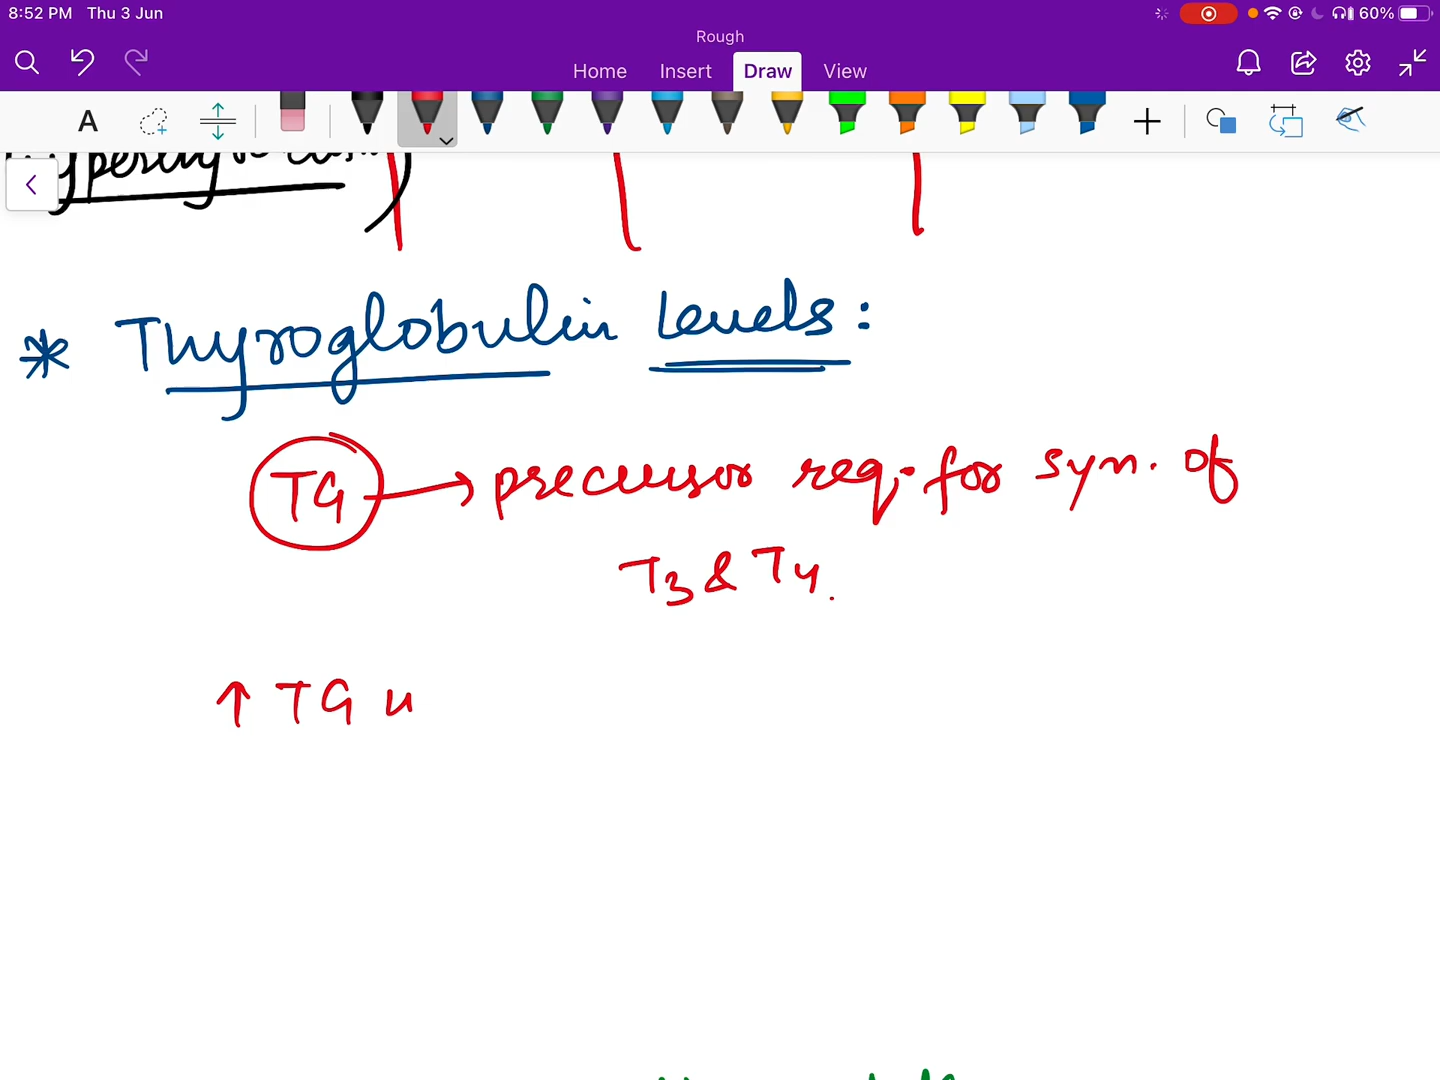 8:52 PM Thu 3 Jun 60%
Rough
Home Insert Draw View
A
* Thyroglobulin Levels:
TG → precursor req. for syn. of
T3 & T4.
↑ TG u